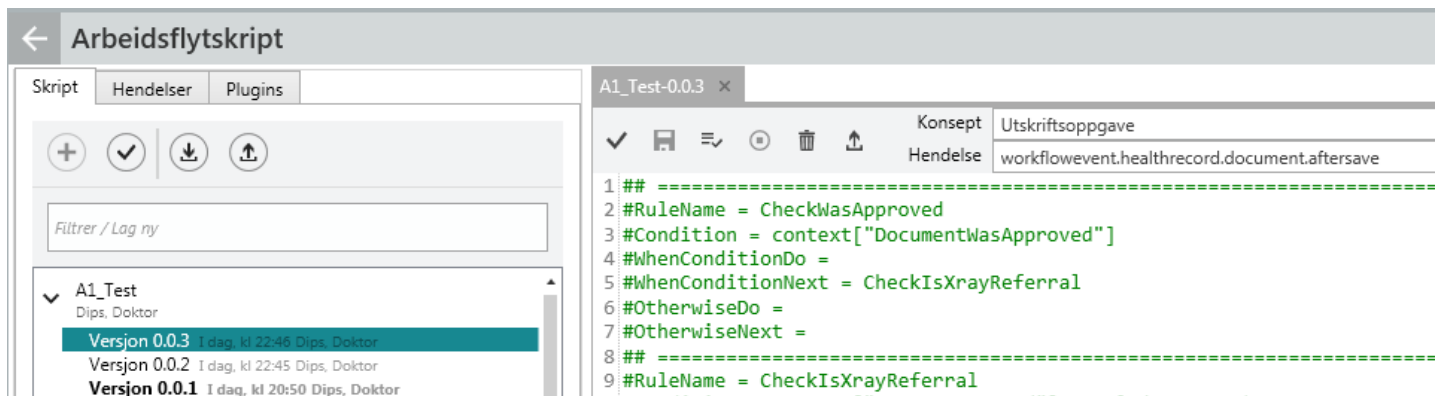 Arbeidsflytskript
Skript Hendelser Plugins
Filtrer / Lag ny
A1_Test
Dips, Doktor
Versjon 0.0.3 I dag, kl 22:46 Dips, Doktor
Versjon 0.0.2 I dag, kl 22:45 Dips, Doktor
Versjon 0.0.1 I dag, kl 20:50 Dips, Doktor
A1_Test-0.0.3 ×
Konsept Utskriftsoppgave
Hendelse workflowevent.healthrecord.document.aftersave
1 ## ====================================================================
2 #RuleName = CheckWasApproved
3 #Condition = context["DocumentWasApproved"]
4 #WhenConditionDo =
5 #WhenConditionNext = CheckIsXrayReferral
6 #OtherwiseDo =
7 #OtherwiseNext =
8 ## ====================================================================
9 #RuleName = CheckIsXrayReferral